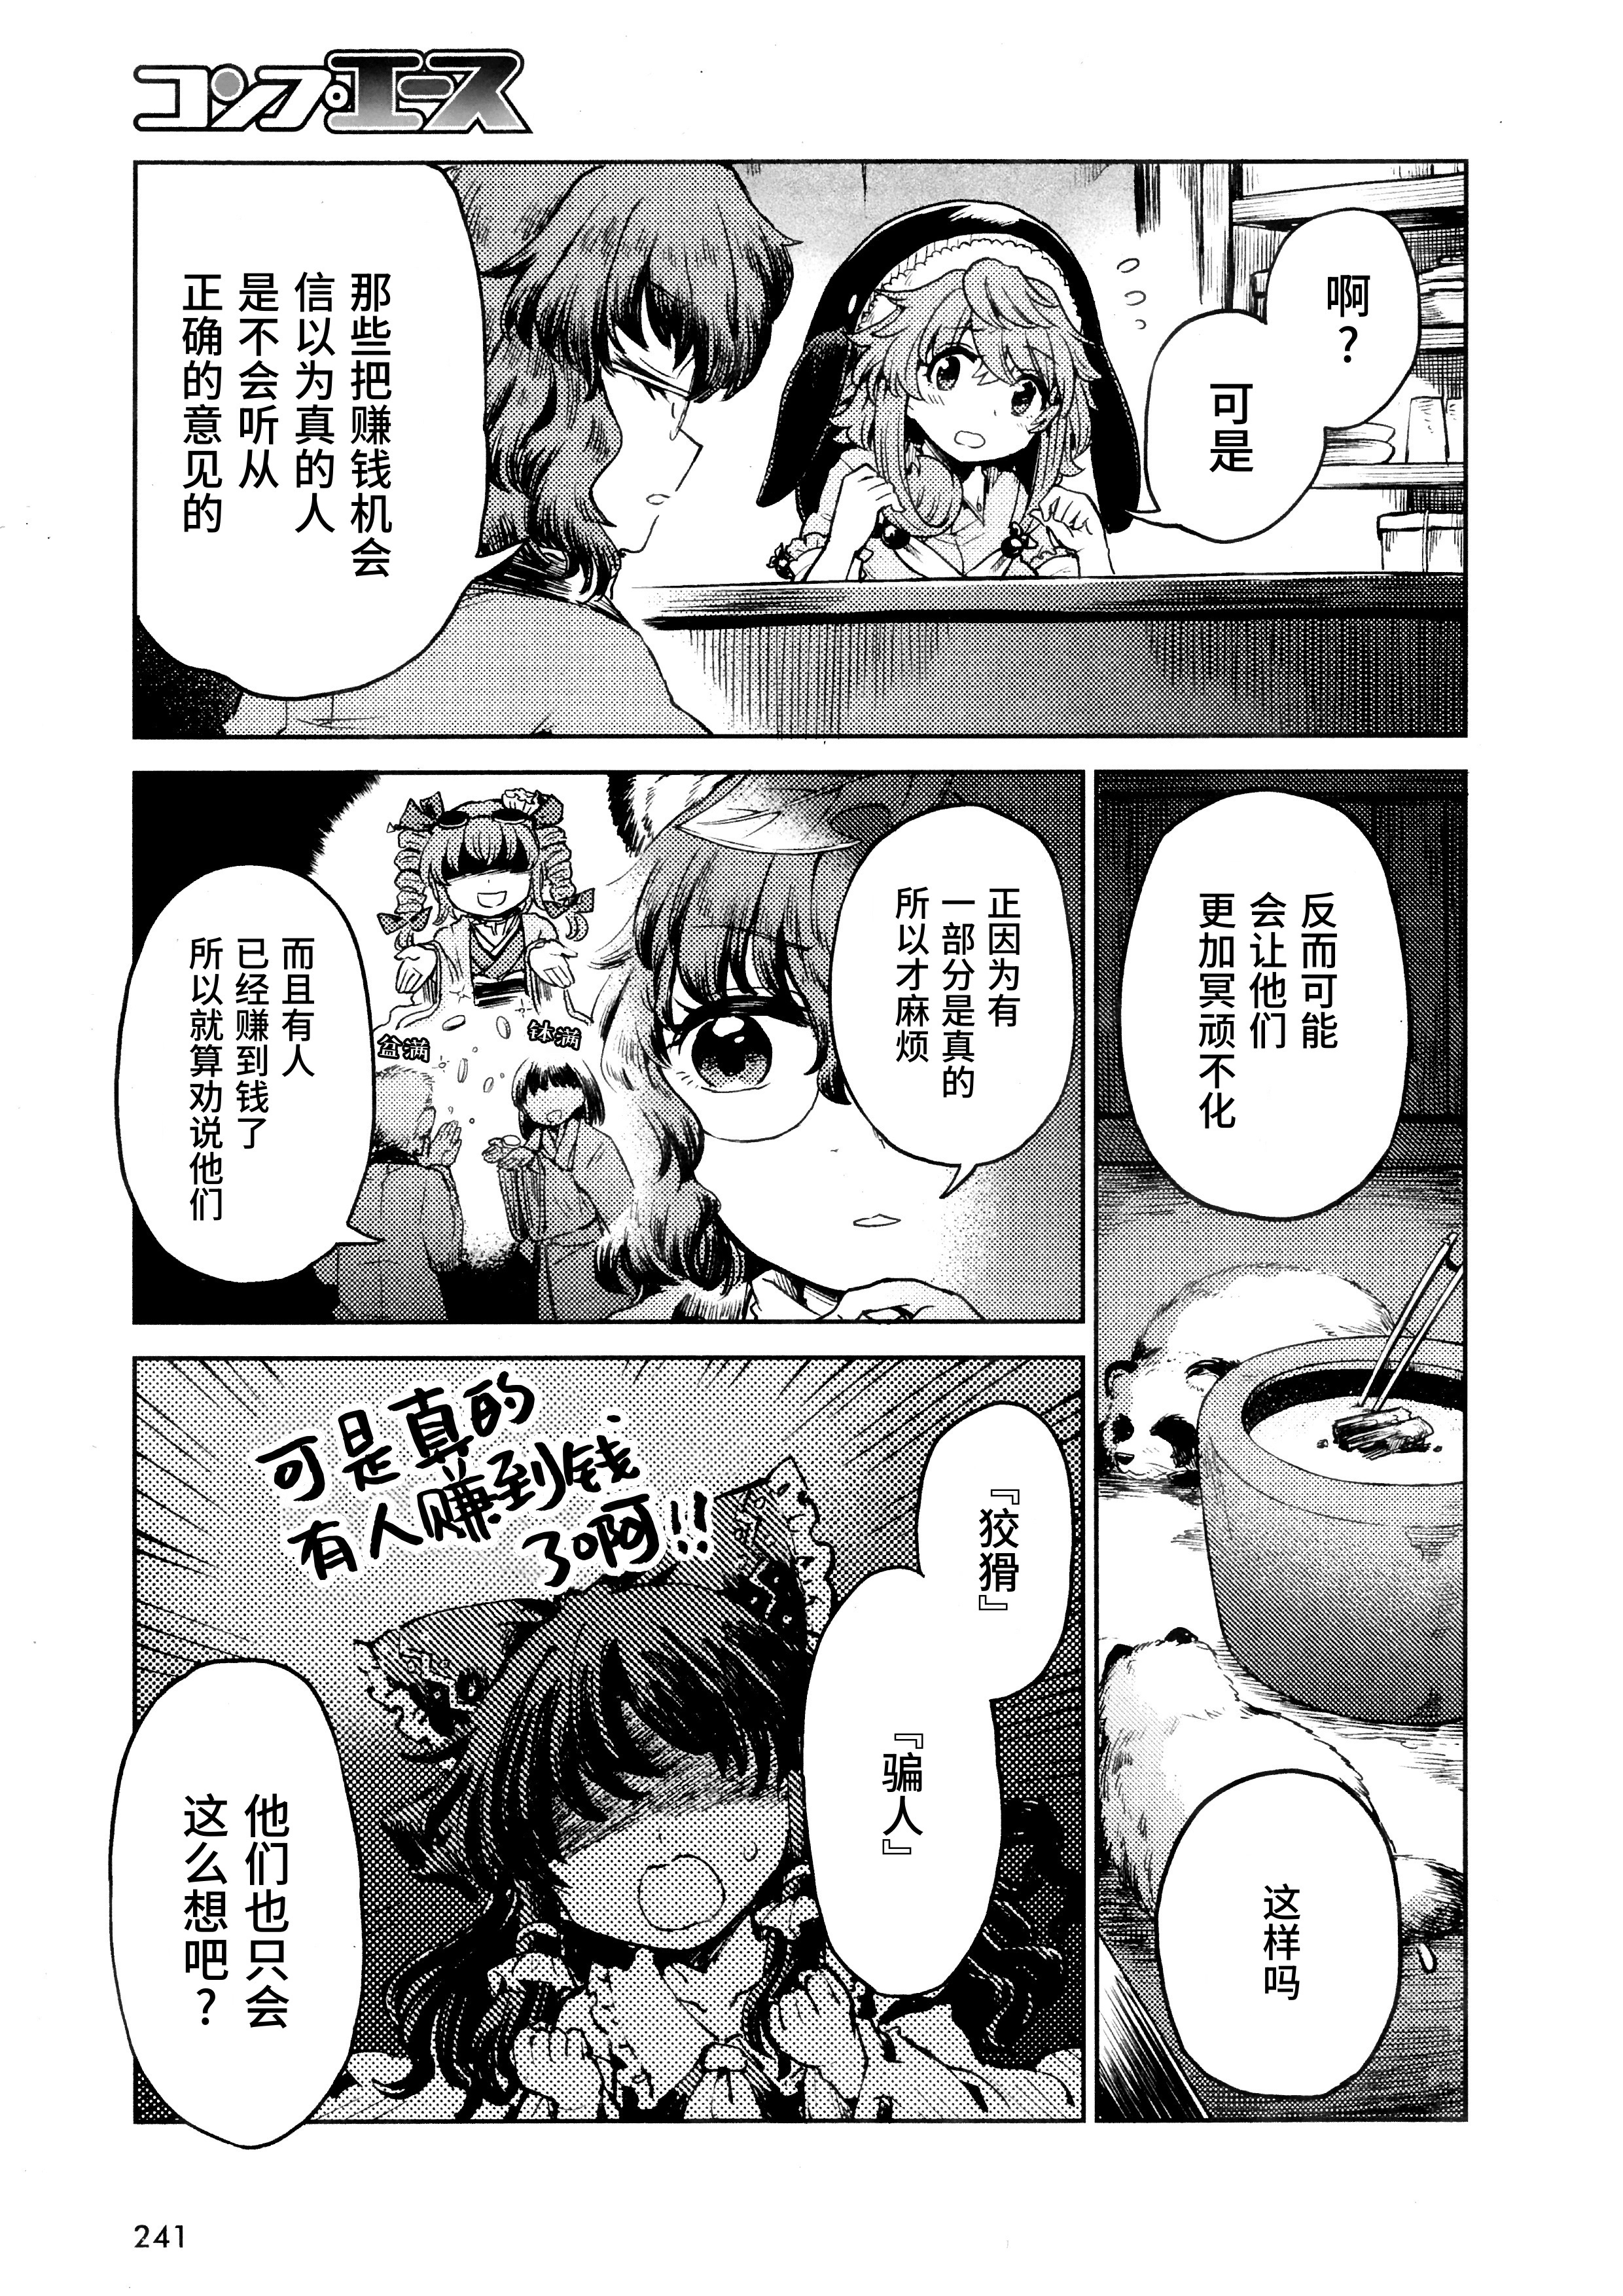 コンプエース
啊?
可是
那些把赚钱机会
信以为真的人
是不会听从
正确的意见的
反而可能
会让他们
更加冥顽不化
这样吗
正因为有
一部分是真的
所以才麻烦
钵满
盆满
而且有人
已经赚到钱了
所以就算劝说他们
『狡猾』
『骗人』
可是真的
有人赚到钱
了啊!!
他们也只会
这么想吧?
241